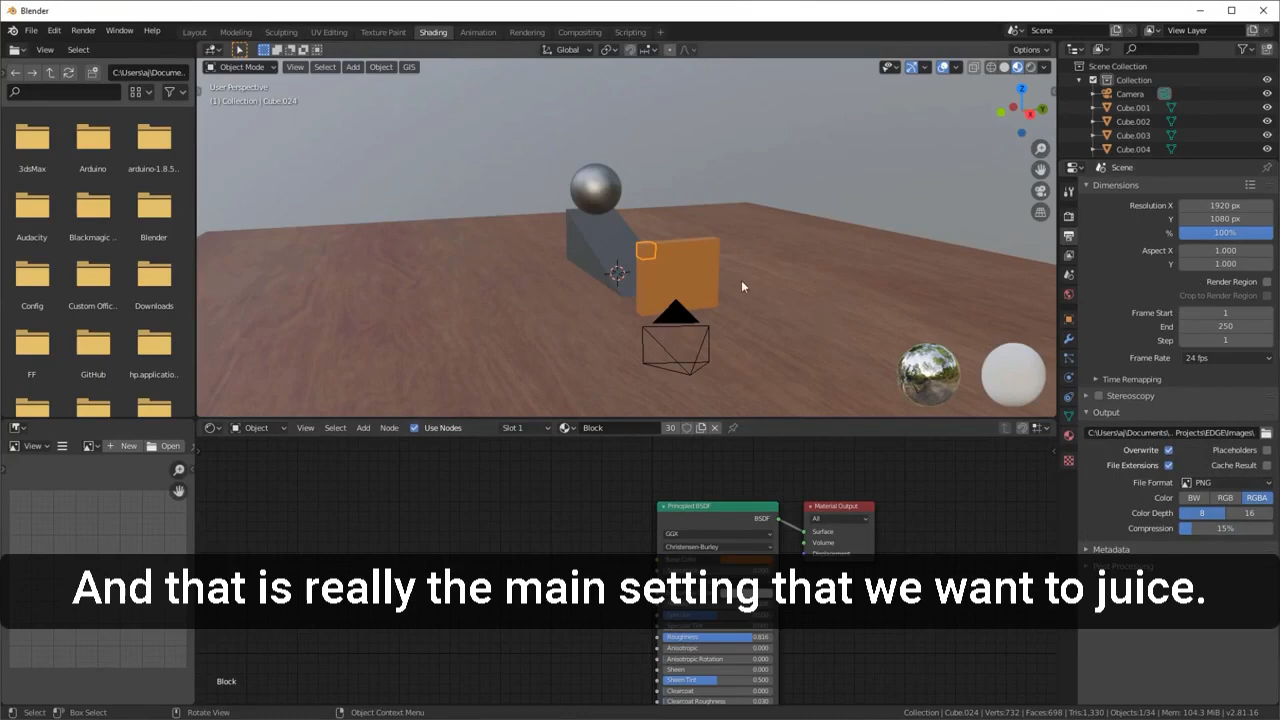 Blender
File Edit Render Window Help
Layout Modeling Sculpting UV Editing Texture Paint Shading Animation Rendering Compositing Scripting +
Scene
View Layer
View Select
Global
Options
C:\Users\aj\Docume..
Object Mode View Select Add Object GIS
User Perspective
(1) Collection | Cube.024
Z
Y
X
Scene Collection
Collection
Camera
Cube.001
Cube.002
Cube.003
Cube.004
3dsMax Arduino arduino-1.8.5..
Audacity Blackmagic .. Blender
Config Custom Offic.. Downloads
FF GitHub hp.applicatio..
Scene
Dimensions
Resolution X 1920 px
Y 1080 px
% 100%
Aspect X 1.000
Y 1.000
Render Region
Crop to Render Region
Frame Start 1
End 250
Step 1
Frame Rate 24 fps
Time Remapping
Stereoscopy
Output
C:\Users\aj\Documents\.. Projects\EDGE\Images\
Overwrite Placeholders
File Extensions Cache Result
File Format PNG
Color BW RGB RGBA
Color Depth 8 16
Compression 15%
Metadata
Post Processing
View New Open
Object View Select Add Node Use Nodes Slot 1 Block 30
Principled BSDF
BSDF
GGX
Christensen-Burley
Base Color
Material Output
All
Surface
Volume
Displacement
And that is really the main setting that we want to juice.
Specular Tint
Roughness 0.816
Anisotropic 0.000
Anisotropic Rotation 0.000
Sheen 0.000
Sheen Tint 0.500
Clearcoat 0.000
Clearcoat Roughness 0.030
Block
Select Box Select Rotate View Object Context Menu
Collection | Cube.024 | Verts:732 | Faces:698 | Tris:1,330 | Objects:1/34 | Mem: 104.3 MiB | v2.81.16